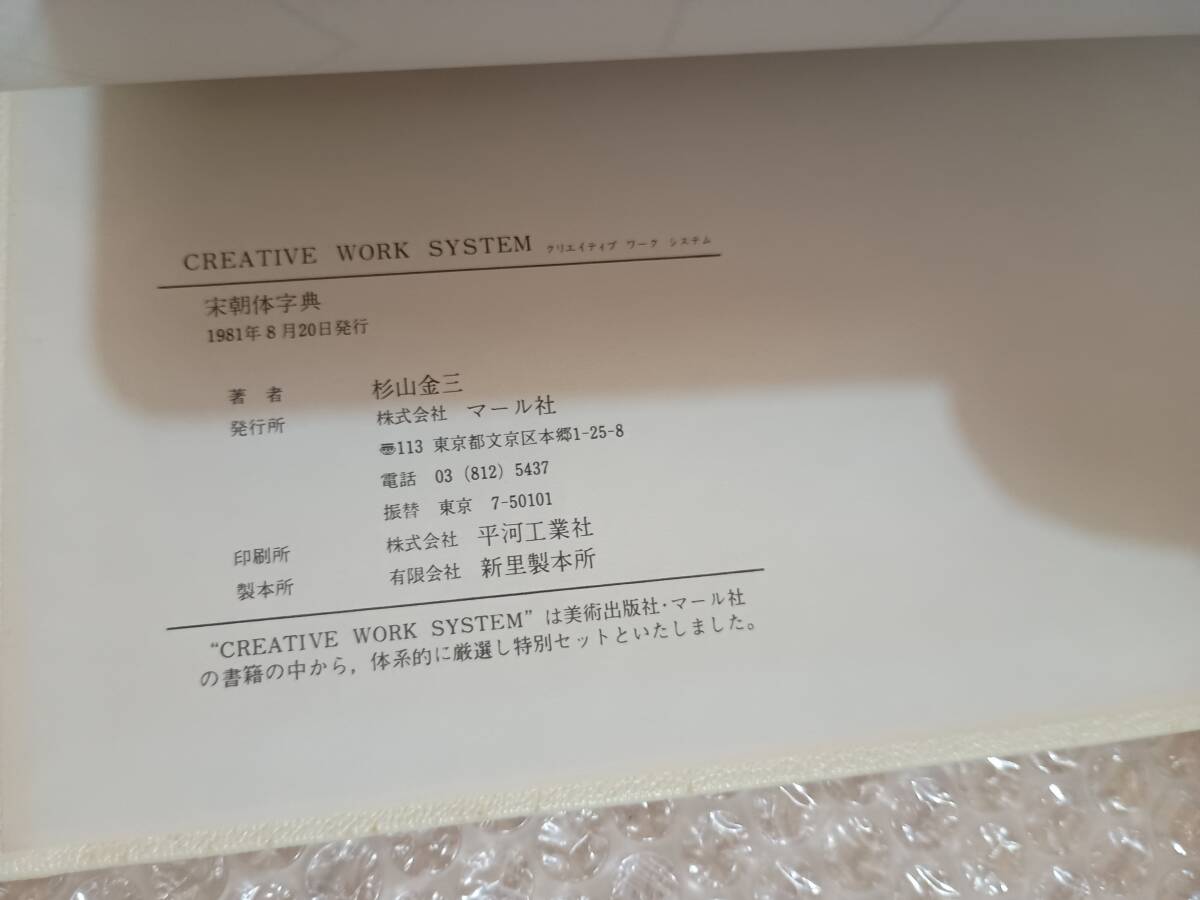 CREATIVE WORK SYSTEM クリエイティブ ワーク システム
宋朝体字典
1981年8月20日発行
著 者 杉山金三
発行所 株式会社 マール社
〠113 東京都文京区本郷1-25-8
電話 03 (812) 5437
振替 東京 7-50101
印刷所 株式会社 平河工業社
製本所 有限会社 新里製本所
“CREATIVE WORK SYSTEM” は美術出版社・マール社
の書籍の中から, 体系的に厳選し特別セットといたしました。